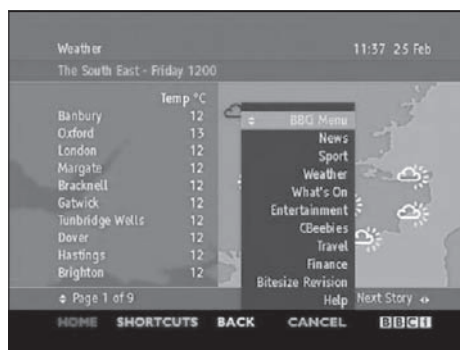 Weather 11:37 25 Feb
The South East - Friday 1200
Temp °C
Banbury 12
Oxford 13
London 12
Margate 12
Bracknell 12
Gatwick 12
Tunbridge Wells 12
Dover 12
Hastings 12
Brighton 12
BBCi Menu
News
Sport
Weather
What's On
Entertainment
CBeebies
Travel
Finance
Bitesize Revision
Help
Page 1 of 9 Next Story
HOME SHORTCUTS BACK CANCEL BBCi